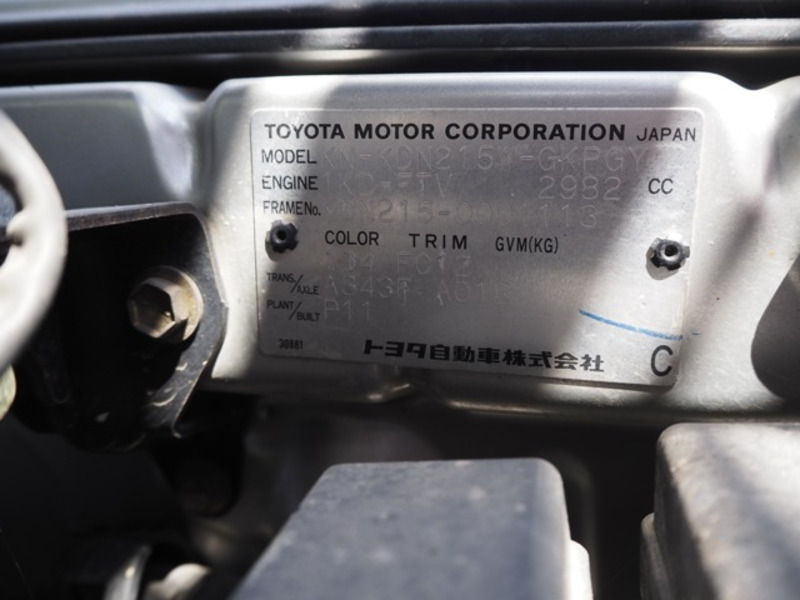 TOYOTA MOTOR CORPORATION JAPAN
MODEL KN-KDN215W-GKPGY
ENGINE 1KD-FTV 2982 CC
FRAME No.
COLOR TRIM GVM(KG)
FC13
TRANS./AXLE
PLANT/BUILT P11
30881 トヨタ自動車株式会社 C